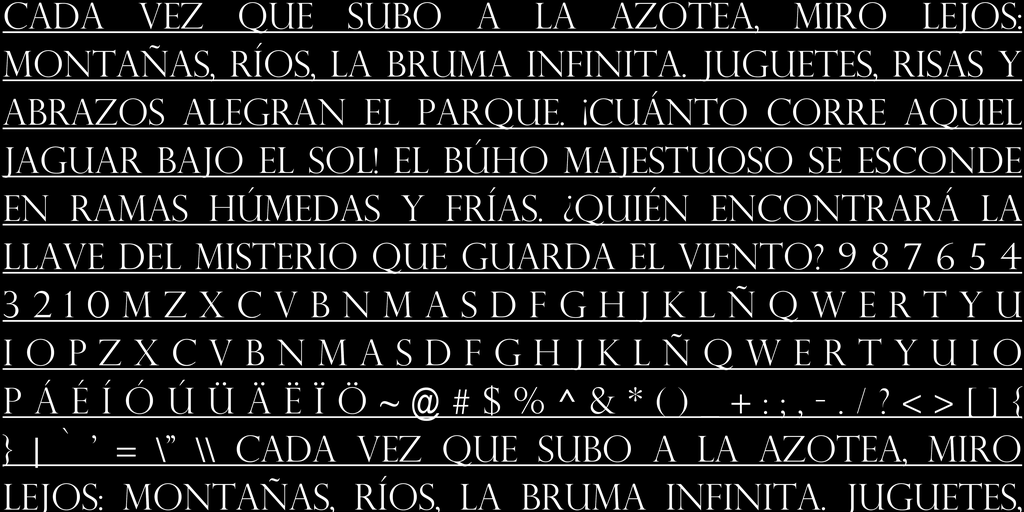 CADA VEZ QUE SUBO A LA AZOTEA, MIRO LEJOS:
MONTAÑAS, RÍOS, LA BRUMA INFINITA. JUGUETES, RISAS Y
ABRAZOS ALEGRAN EL PARQUE. ¡CUÁNTO CORRE AQUEL
JAGUAR BAJO EL SOL! EL BÚHO MAJESTUOSO SE ESCONDE
EN RAMAS HÚMEDAS Y FRÍAS. ¿QUIÉN ENCONTRARÁ LA
LLAVE DEL MISTERIO QUE GUARDA EL VIENTO? 9 8 7 6 5 4
3 2 1 0 M Z X C V B N M A S D F G H J K L Ñ Q W E R T Y U
I O P Z X C V B N M A S D F G H J K L Ñ Q W E R T Y U I O
P Á É Í Ó Ú Ü Ä Ë Ï Ö ~ @ # $ % ^ & * ( ) _ + : ; , - . / ? < > [ ] {
} | ` ' = \" \\ CADA VEZ QUE SUBO A LA AZOTEA, MIRO
LEJOS: MONTAÑAS, RÍOS, LA BRUMA INFINITA. JUGUETES,